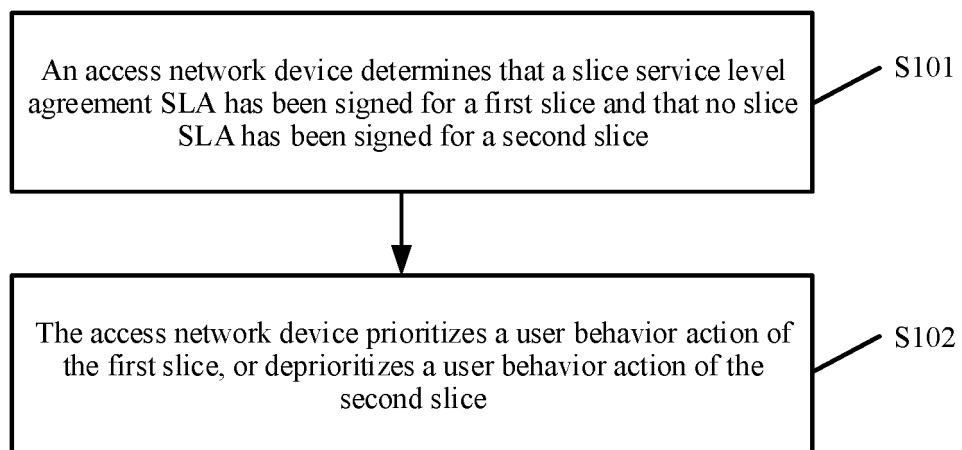 An access network device determines that a slice service level
agreement SLA has been signed for a first slice and that no slice
SLA has been signed for a second slice
S101
The access network device prioritizes a user behavior action of
the first slice, or deprioritizes a user behavior action of the
second slice
S102